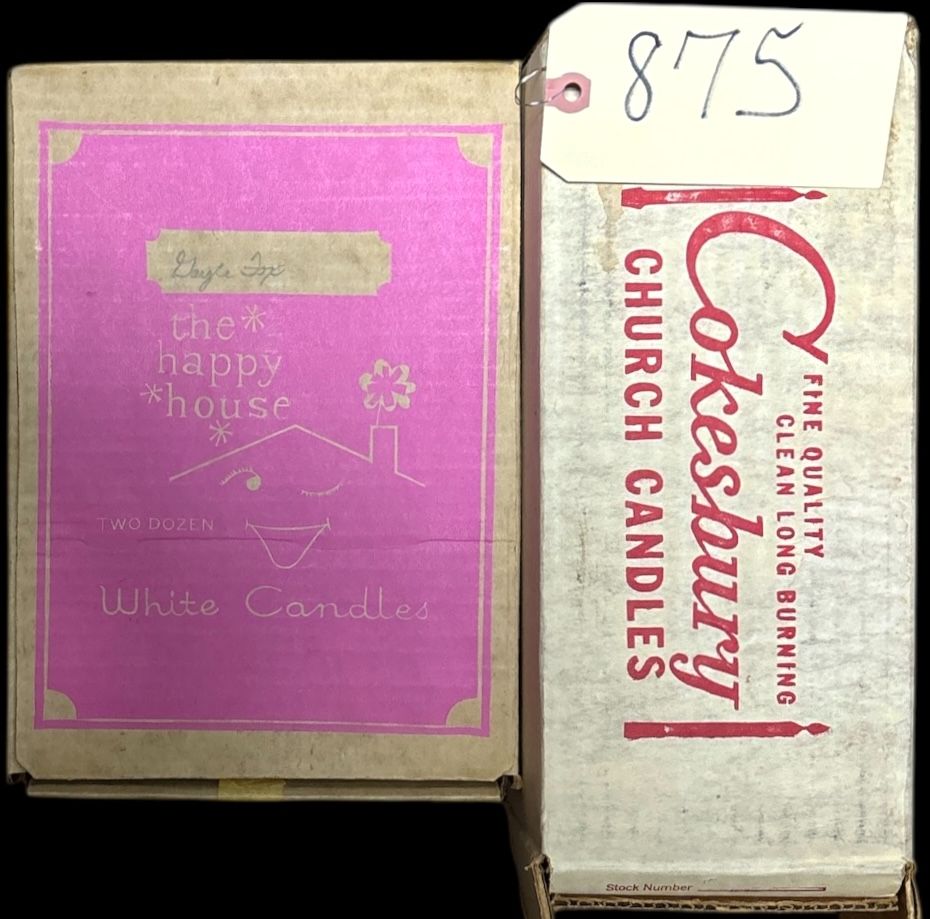 875
Gayle Fox
the*
happy
*house
*
TWO DOZEN
White Candles
FINE QUALITY
CLEAN LONG BURNING
Cokesbury
CHURCH CANDLES
Stock Number